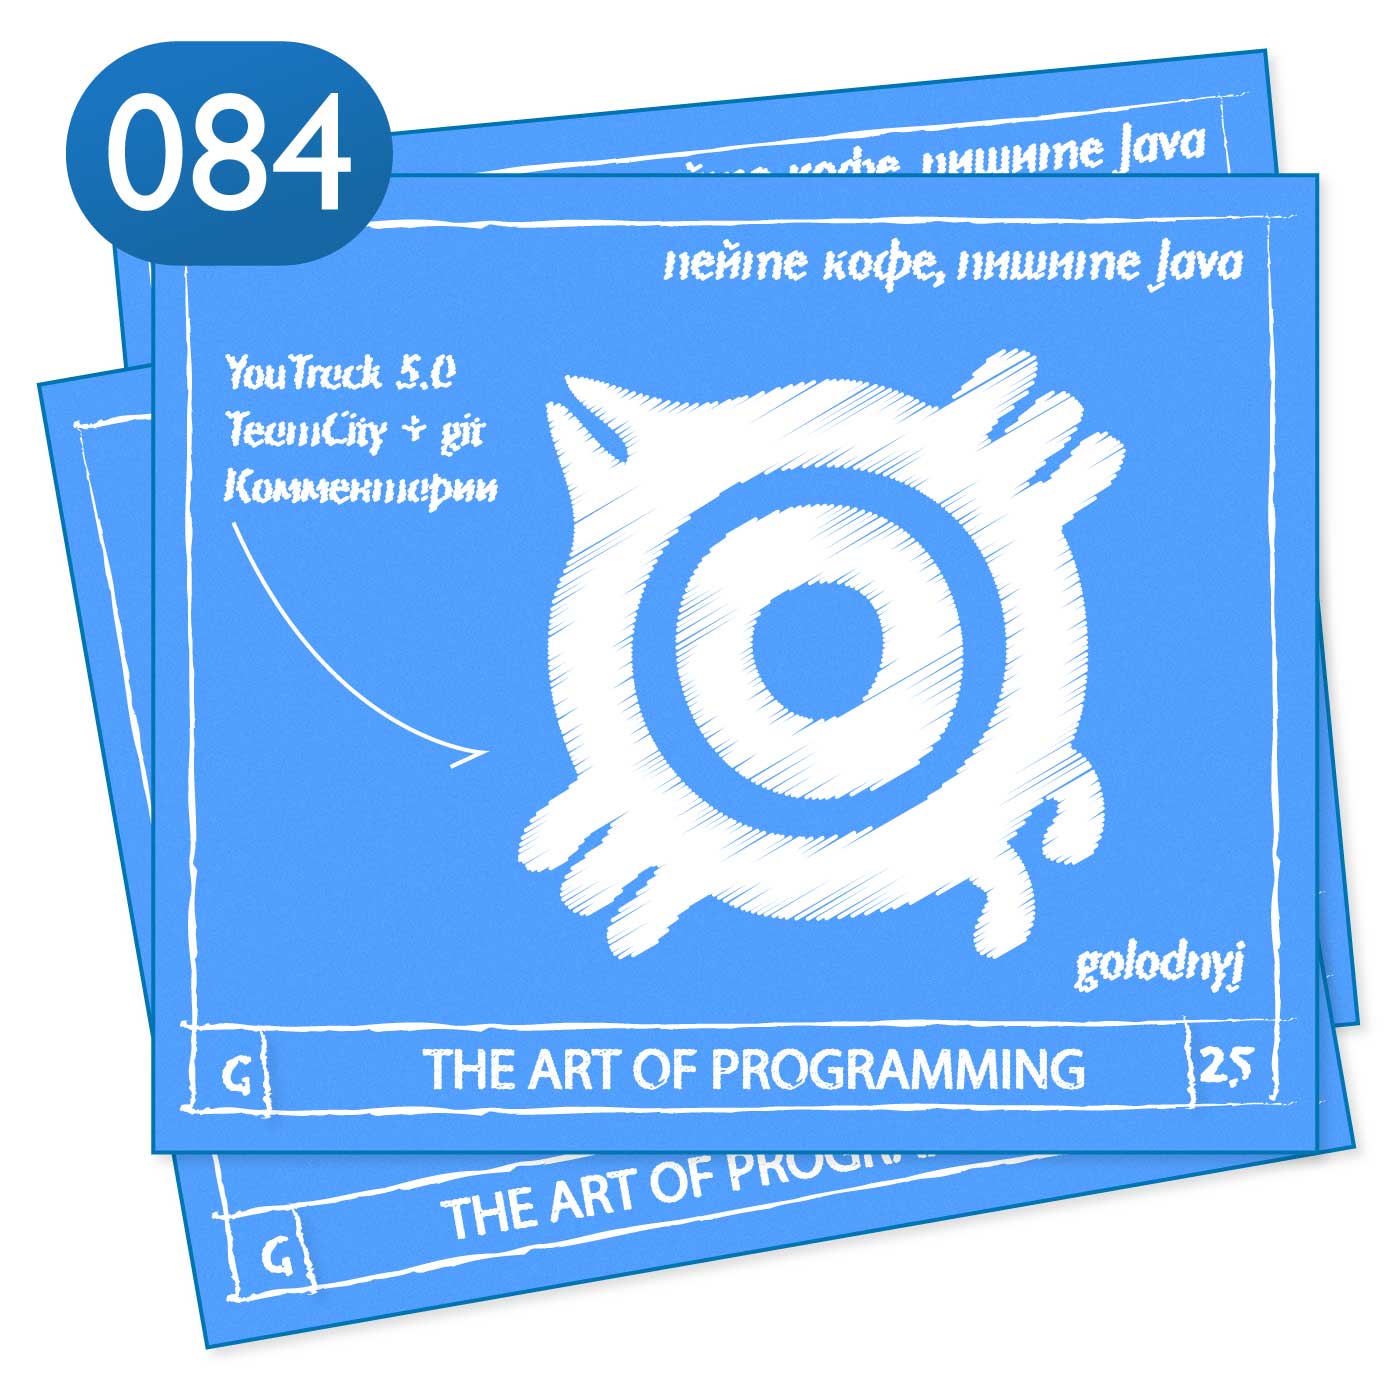 084
пейте кофе, пишите Java
пейте кофе, пишите Java
YouTrack 5.0
TeamCity + git
Комментарии
golodnyj
G
THE ART OF PROGRAMMING
25
THE ART OF PROGRA
G